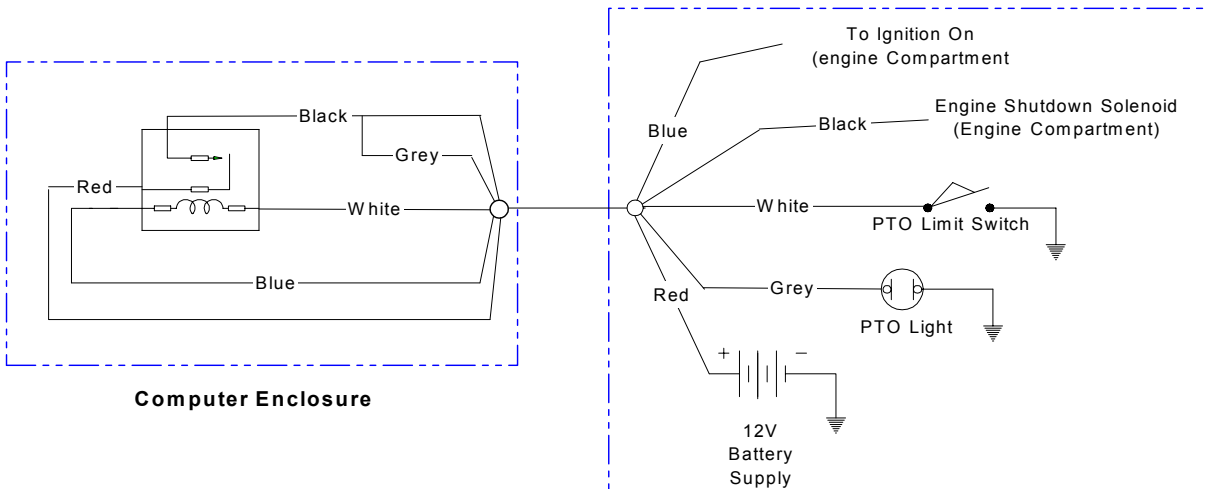 Black
Grey
Red
White
Blue
Computer Enclosure
To Ignition On
(engine Compartment
Blue
Black
Engine Shutdown Solenoid
(Engine Compartment)
White
PTO Limit Switch
Red
Grey
PTO Light
+
−
12V
Battery
Supply